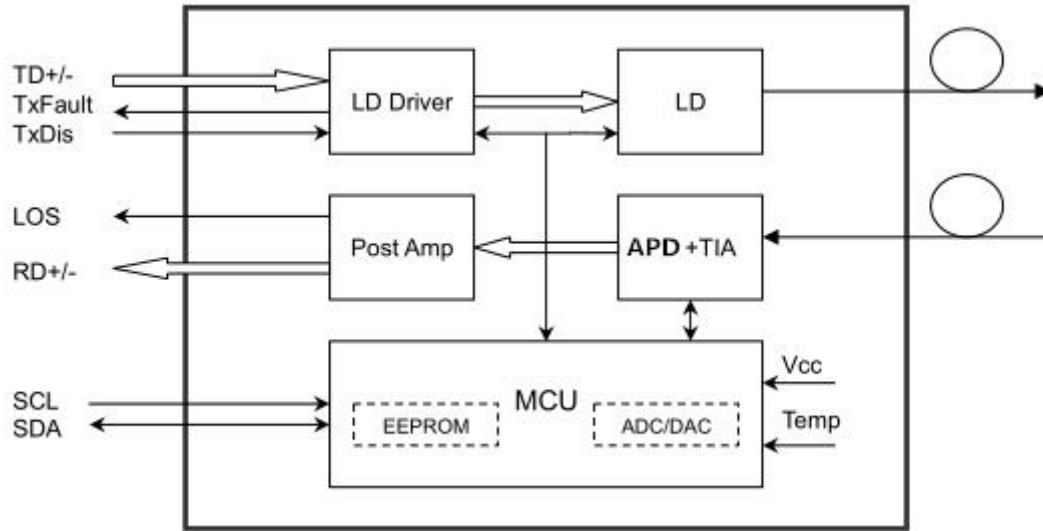 TD+/-
TxFault
TxDis
LD Driver
LD
LOS
RD+/-
Post Amp
APD +TIA
SCL
SDA
MCU
EEPROM
ADC/DAC
Vcc
Temp